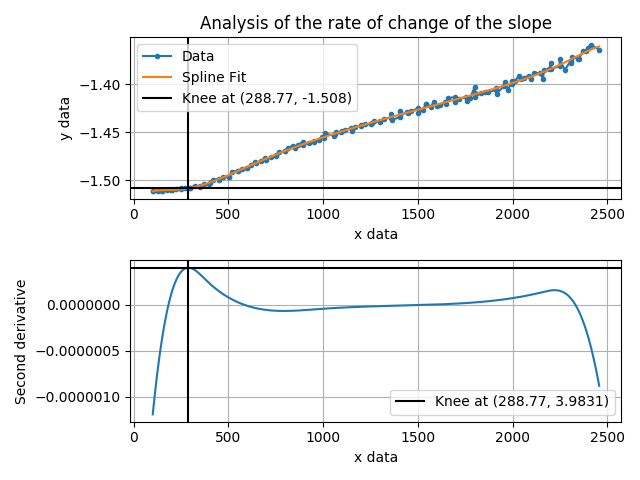 Analysis of the rate of change of the slope
Data
Spline Fit
Knee at (288.77, -1.508)
y data
−1.40
−1.45
−1.50
0
500
1000
1500
2000
2500
x data
Second derivative
0.0000000
−0.0000005
−0.0000010
Knee at (288.77, 3.9831)
0
500
1000
1500
2000
2500
x data